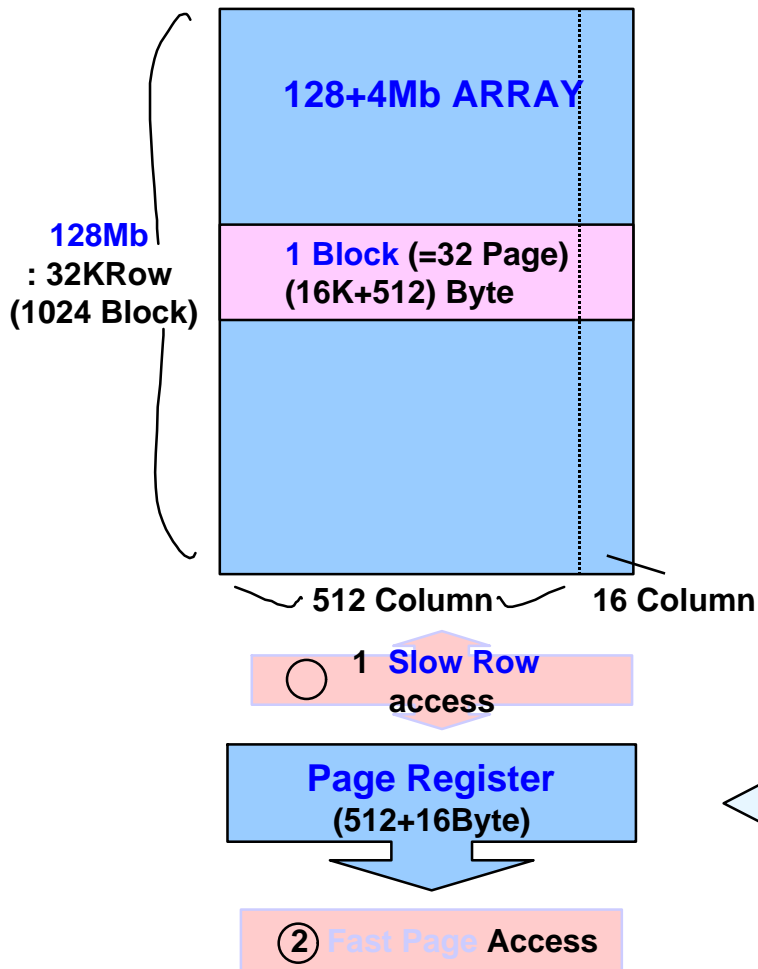 128+4Mb ARRAY
128Mb
: 32KRow
(1024 Block)
1 Block (=32 Page)
(16K+512) Byte
512 Column
16 Column
1 Slow Row
access
Page Register
(512+16Byte)
2 Fast Page Access